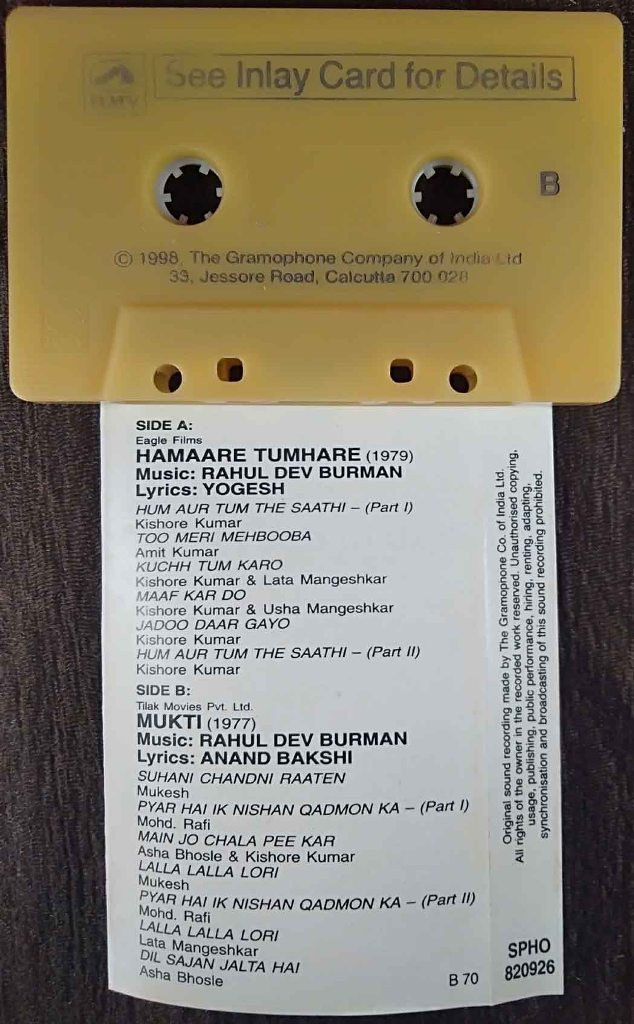 HMV
See Inlay Card for Details
B
© 1998, The Gramophone Company of India Ltd
33, Jessore Road, Calcutta 700 028
SIDE A:
Eagle Films
HAMAARE TUMHARE (1979)
Music: RAHUL DEV BURMAN
Lyrics: YOGESH
HUM AUR TUM THE SAATHI – (Part I)
Kishore Kumar
TOO MERI MEHBOOBA
Amit Kumar
KUCHH TUM KARO
Kishore Kumar & Lata Mangeshkar
MAAF KAR DO
Kishore Kumar & Usha Mangeshkar
JADOO DAAR GAYO
Kishore Kumar
HUM AUR TUM THE SAATHI – (Part II)
Kishore Kumar
SIDE B:
Tilak Movies Pvt. Ltd.
MUKTI (1977)
Music: RAHUL DEV BURMAN
Lyrics: ANAND BAKSHI
SUHANI CHANDNI RAATEN
Mukesh
PYAR HAI IK NISHAN QADMON KA – (Part I)
Mohd. Rafi
MAIN JO CHALA PEE KAR
Asha Bhosle & Kishore Kumar
LALLA LALLA LORI
Mukesh
PYAR HAI IK NISHAN QADMON KA – (Part II)
Mohd. Rafi
LALLA LALLA LORI
Lata Mangeshkar
DIL SAJAN JALTA HAI
Asha Bhosle
B 70
Original sound recording made by The Gramophone Co. of India Ltd.
All rights of the owner in the recorded work reserved. Unauthorised copying,
usage, publishing, public performance, hiring, renting, adapting,
synchronisation and broadcasting of this sound recording prohibited.
SPHO
820926